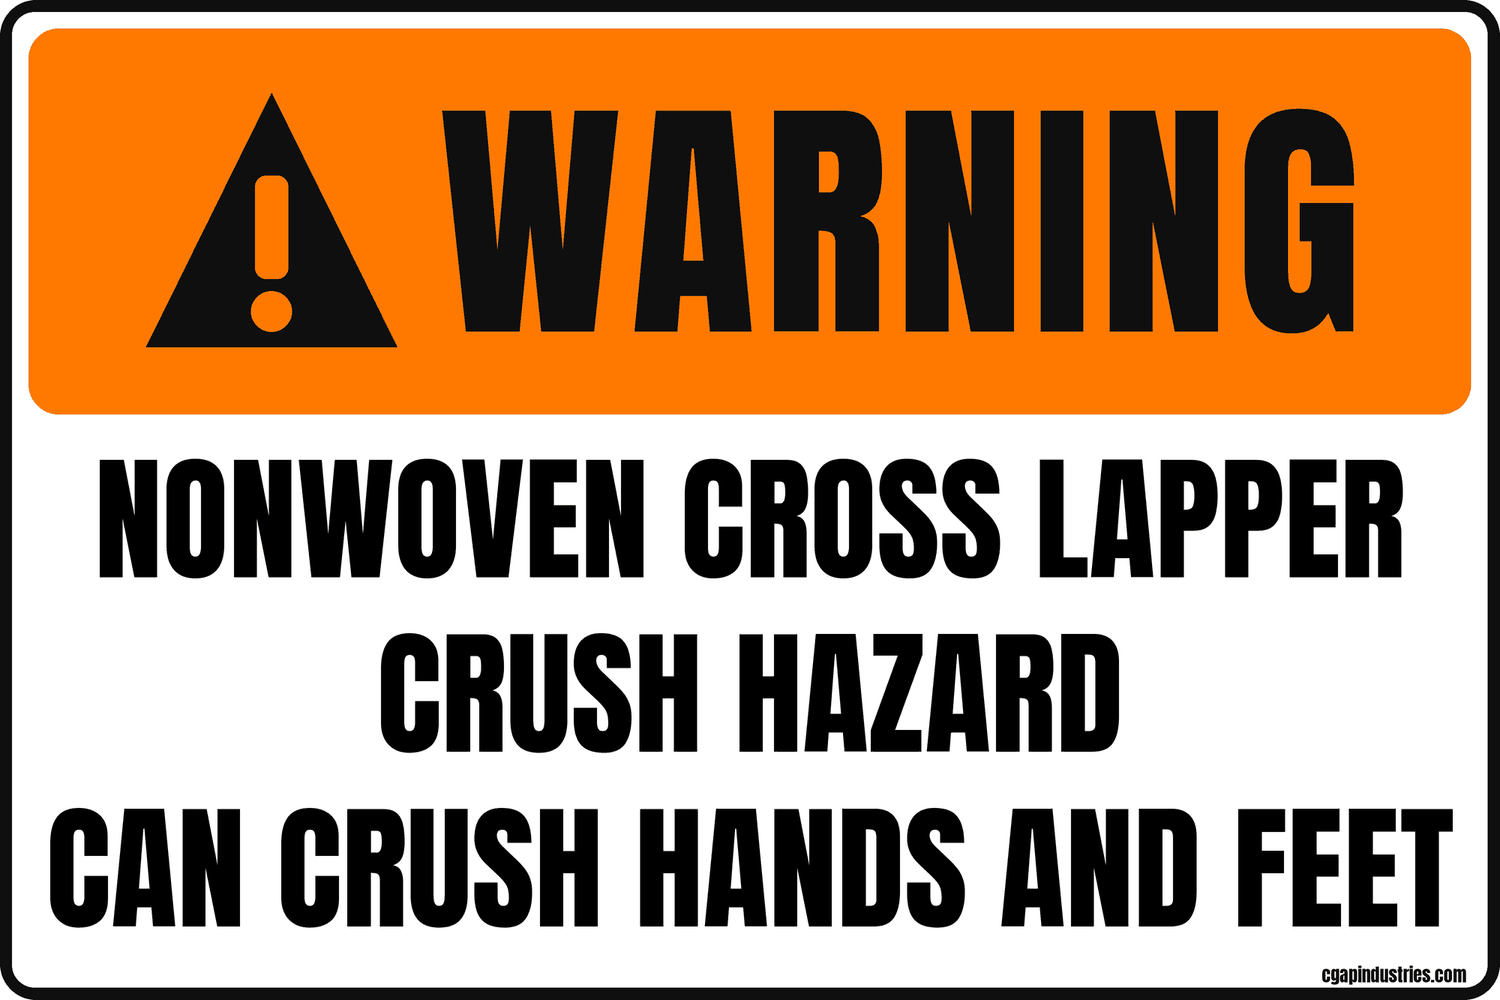 WARNING
NONWOVEN CROSS LAPPER
CRUSH HAZARD
CAN CRUSH HANDS AND FEET
cgapindustries.com